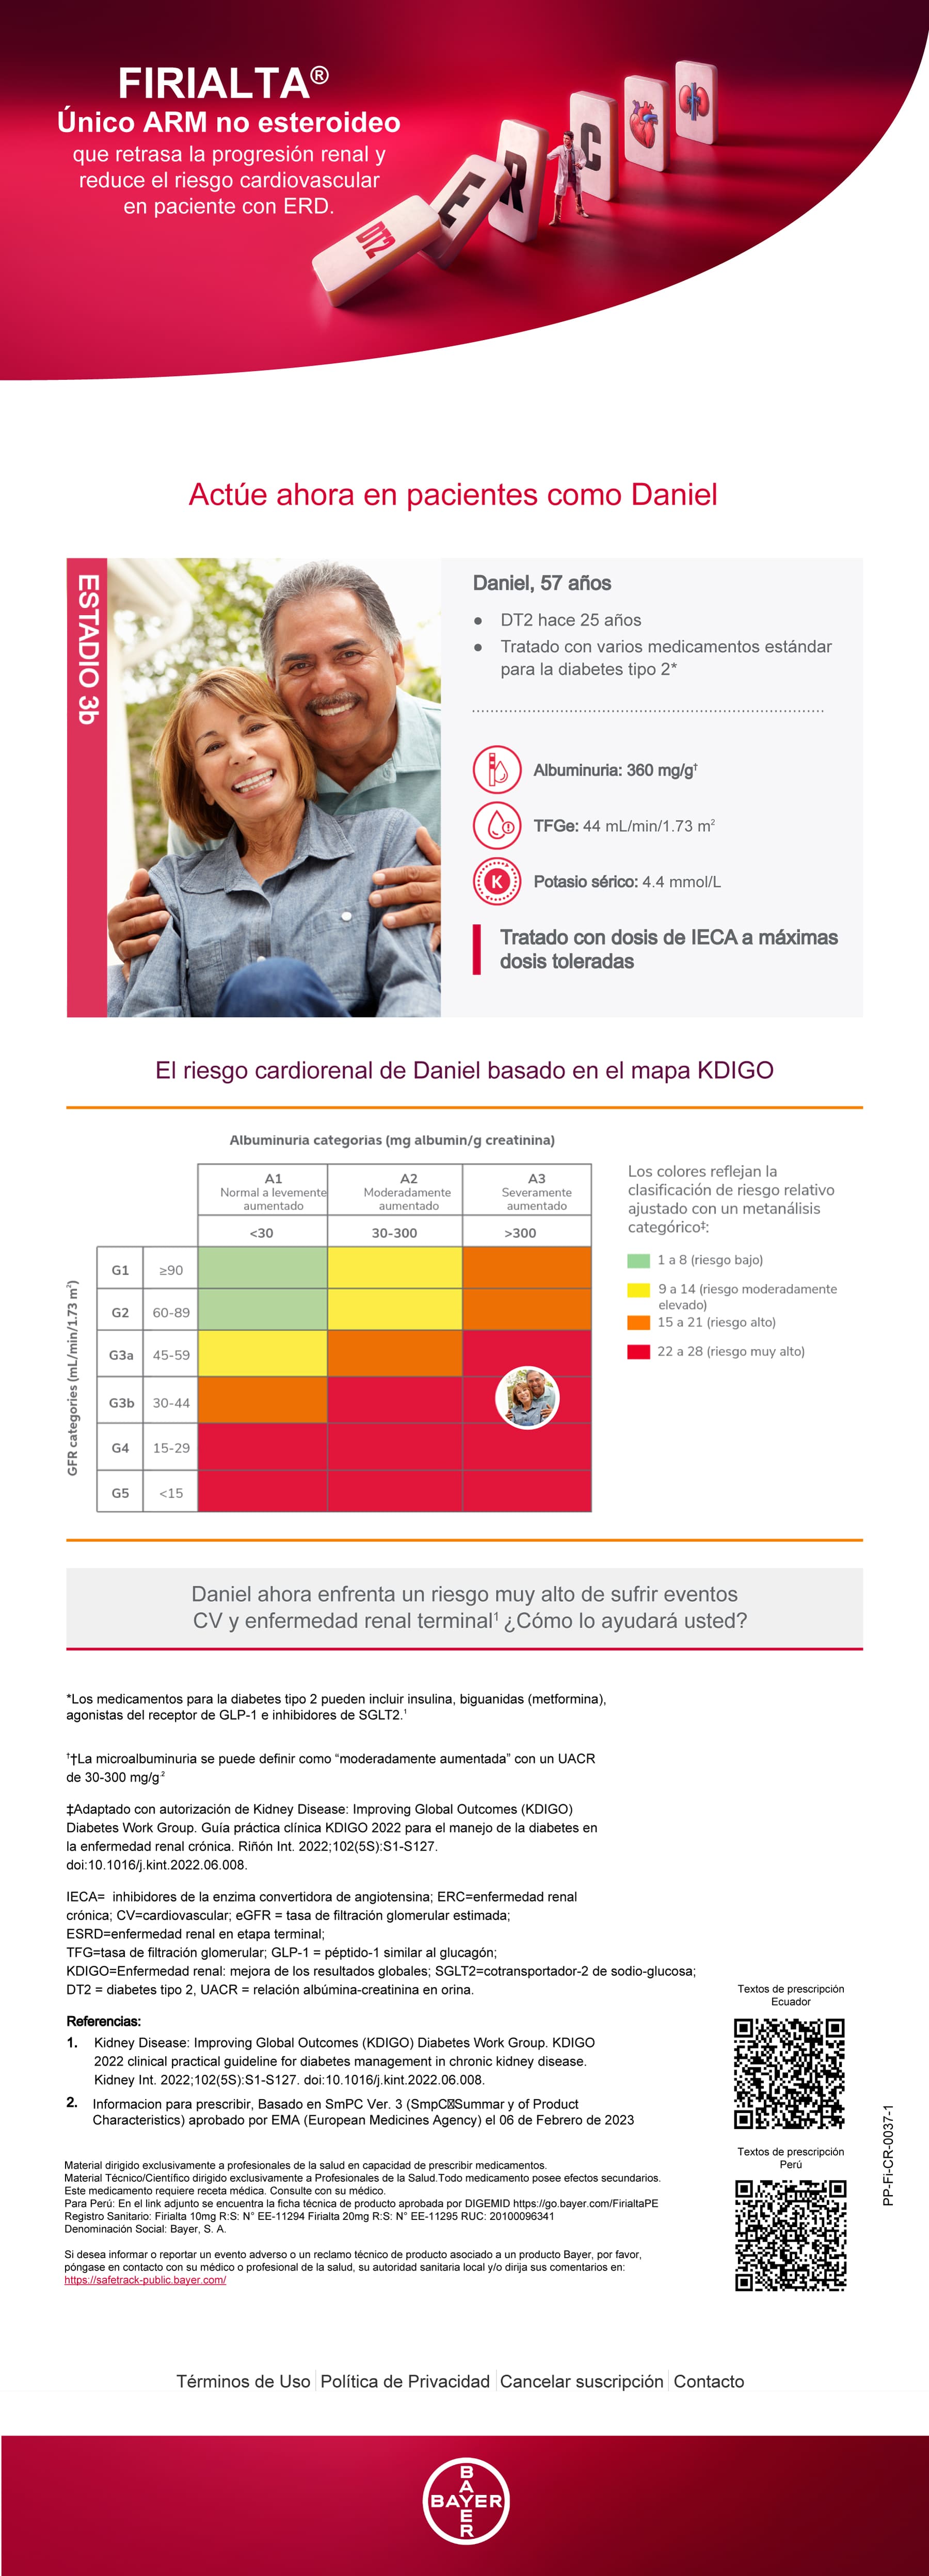 FIRIALTA®
Único ARM no esteroideo
que retrasa la progresión renal y
reduce el riesgo cardiovascular
en paciente con ERD.
DT2
E
R
C
Actúe ahora en pacientes como Daniel
ESTADIO 3b
Daniel, 57 años
● DT2 hace 25 años
● Tratado con varios medicamentos estándar
para la diabetes tipo 2*
Albuminuria: 360 mg/g†
TFGe: 44 mL/min/1.73 m²
K
Potasio sérico: 4.4 mmol/L
Tratado con dosis de IECA a máximas
dosis toleradas
El riesgo cardiorenal de Daniel basado en el mapa KDIGO
Albuminuria categorias (mg albumin/g creatinina)
A1 A2 A3
Normal a levemente Moderadamente Severamente
aumentado aumentado aumentado
<30 30-300 >300
GFR categories (mL/min/1.73 m²)
G1 ≥90
G2 60-89
G3a 45-59
G3b 30-44
G4 15-29
G5 <15
Los colores reflejan la
clasificación de riesgo relativo
ajustado con un metanálisis
categórico‡:
1 a 8 (riesgo bajo)
9 a 14 (riesgo moderadamente
elevado)
15 a 21 (riesgo alto)
22 a 28 (riesgo muy alto)
Daniel ahora enfrenta un riesgo muy alto de sufrir eventos
CV y enfermedad renal terminal¹ ¿Cómo lo ayudará usted?
*Los medicamentos para la diabetes tipo 2 pueden incluir insulina, biguanidas (metformina),
agonistas del receptor de GLP-1 e inhibidores de SGLT2.¹
†‡La microalbuminuria se puede definir como “moderadamente aumentada” con un UACR
de 30-300 mg/g²
‡Adaptado con autorización de Kidney Disease: Improving Global Outcomes (KDIGO)
Diabetes Work Group. Guía práctica clínica KDIGO 2022 para el manejo de la diabetes en
la enfermedad renal crónica. Riñón Int. 2022;102(5S):S1-S127.
doi:10.1016/j.kint.2022.06.008.
IECA= inhibidores de la enzima convertidora de angiotensina; ERC=enfermedad renal
crónica; CV=cardiovascular; eGFR = tasa de filtración glomerular estimada;
ESRD=enfermedad renal en etapa terminal;
TFG=tasa de filtración glomerular; GLP-1 = péptido-1 similar al glucagón;
KDIGO=Enfermedad renal: mejora de los resultados globales; SGLT2=cotransportador-2 de sodio-glucosa;
DT2 = diabetes tipo 2, UACR = relación albúmina-creatinina en orina.
Referencias:
1. Kidney Disease: Improving Global Outcomes (KDIGO) Diabetes Work Group. KDIGO
2022 clinical practical guideline for diabetes management in chronic kidney disease.
Kidney Int. 2022;102(5S):S1-S127. doi:10.1016/j.kint.2022.06.008.
2. Informacion para prescribir, Basado en SmPC Ver. 3 (SmpC Summar y of Product
Characteristics) aprobado por EMA (European Medicines Agency) el 06 de Febrero de 2023
Textos de prescripción
Ecuador
Textos de prescripción
Perú
PP-Fi-CR-0037-1
Material dirigido exclusivamente a profesionales de la salud en capacidad de prescribir medicamentos.
Material Técnico/Científico dirigido exclusivamente a Profesionales de la Salud.Todo medicamento posee efectos secundarios.
Este medicamento requiere receta médica. Consulte con su médico.
Para Perú: En el link adjunto se encuentra la ficha técnica de producto aprobada por DIGEMID https://go.bayer.com/FirialtaPE
Registro Sanitario: Firialta 10mg R:S: N° EE-11294 Firialta 20mg R:S: N° EE-11295 RUC: 20100096341
Denominación Social: Bayer, S. A.
Si desea informar o reportar un evento adverso o un reclamo técnico de producto asociado a un producto Bayer, por favor,
póngase en contacto con su médico o profesional de la salud, su autoridad sanitaria local y/o dirija sus comentarios en:
https://safetrack-public.bayer.com/
Términos de Uso Política de Privacidad Cancelar suscripción Contacto
BAYER
BAYER